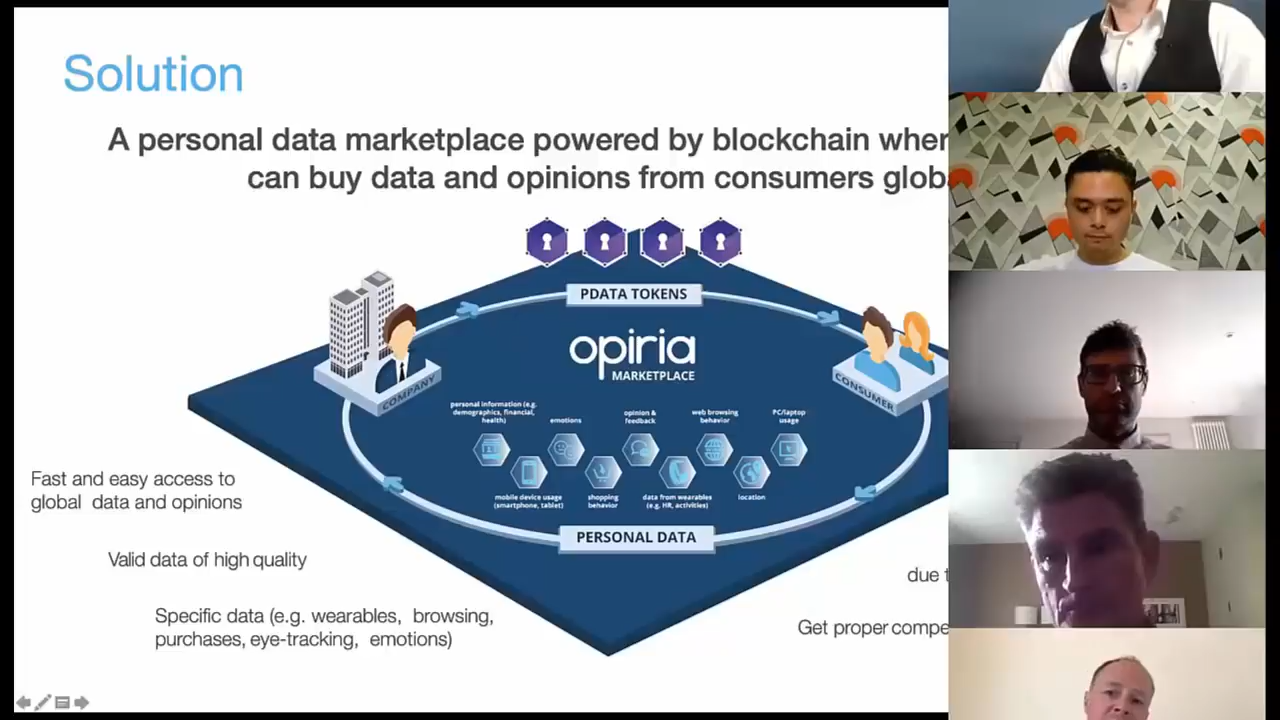 Solution
A personal data marketplace powered by blockchain wher
can buy data and opinions from consumers glob
PDATA TOKENS
opiria
MARKETPLACE
COMPANY
CONSUMER
personal information (e.g.
demographics, financial,
health)
emotions
opinion &
feedback
web browsing
behavior
PC/laptop
usage
mobile device usage
(smartphone, tablet)
shopping
behavior
data from wearables
(e.g. HR, activities)
location
PERSONAL DATA
Fast and easy access to
global data and opinions
Valid data of high quality
Specific data (e.g. wearables, browsing,
purchases, eye-tracking, emotions)
due t
Get proper compe